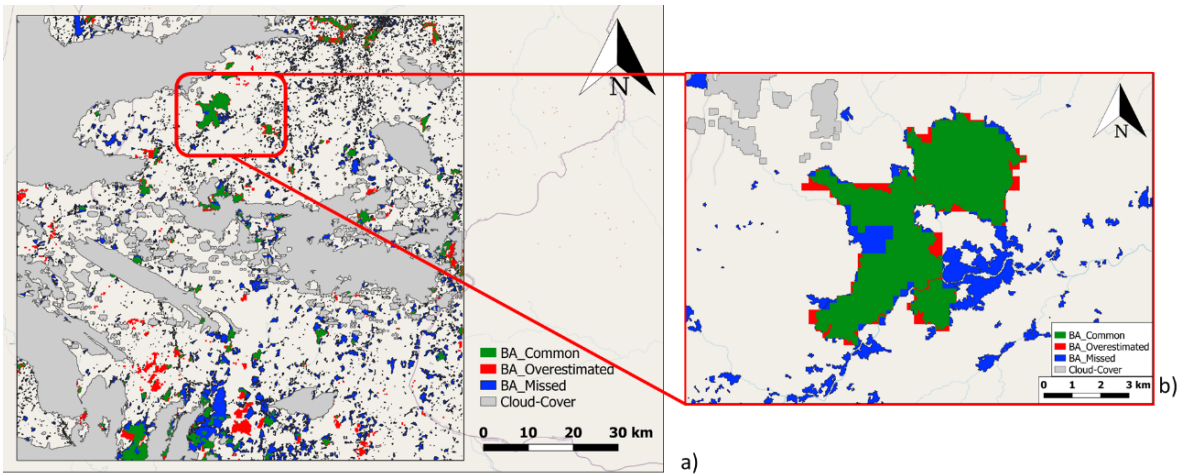 N
BA_Common
BA_Overestimated
BA_Missed
Cloud-Cover
0 10 20 30 km
a)
N
BA_Common
BA_Overestimated
BA_Missed
Cloud-Cover
0 1 2 3 km
b)